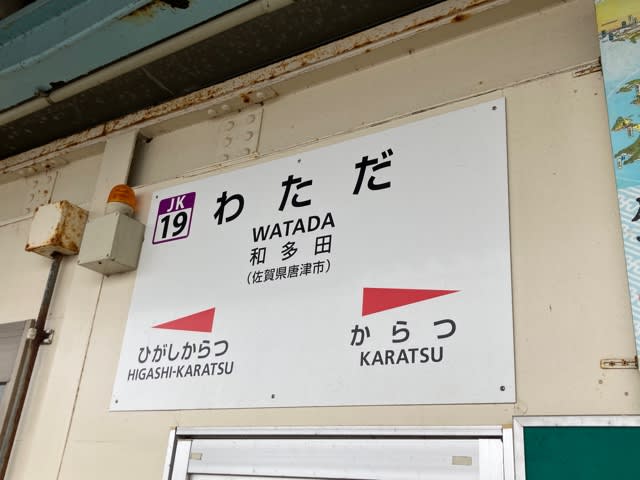 JK
19
わただ
WATADA
和多田
(佐賀県唐津市)
ひがしからつ
HIGASHI-KARATSU
からつ
KARATSU